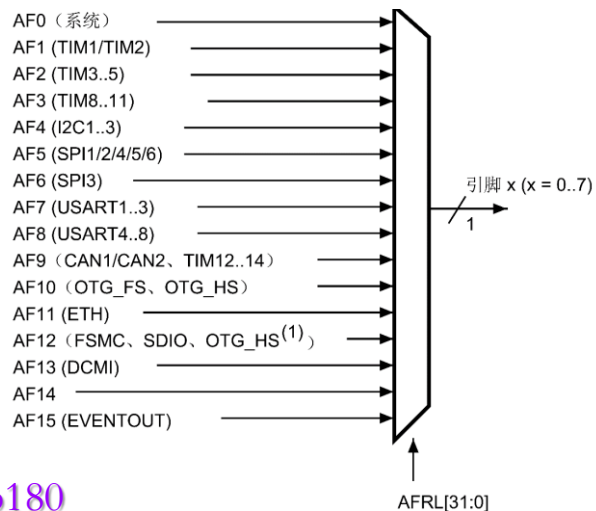 AF0（系统）
AF1 (TIM1/TIM2)
AF2 (TIM3..5)
AF3 (TIM8..11)
AF4 (I2C1..3)
AF5 (SPI1/2/4/5/6)
AF6 (SPI3)
AF7 (USART1..3)
AF8 (USART4..8)
AF9（CAN1/CAN2、TIM12..14）
AF10（OTG_FS、OTG_HS）
AF11 (ETH)
AF12（FSMC、SDIO、OTG_HS(1)）
AF13 (DCMI)
AF14
AF15 (EVENTOUT)
引脚 x (x = 0..7)
1
AFRL[31:0]
180